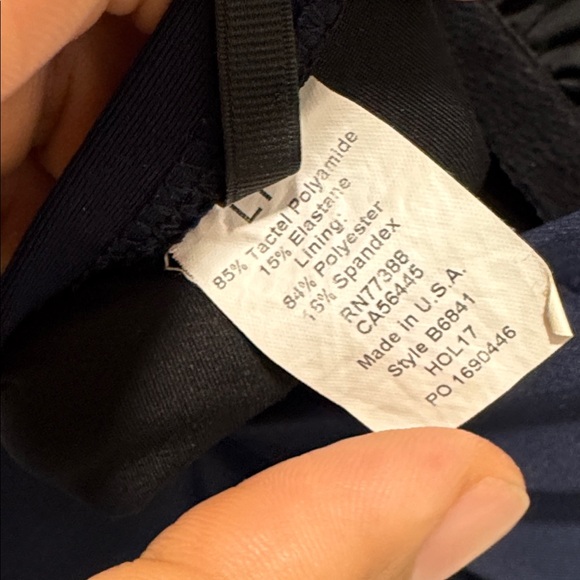 85% Tactel Polyamide
15% Elastane
Lining:
84% Polyester
16% Spandex
RN77388
CA56445
Made in U.S.A.
Style B6841
HOL17
PO 1690446